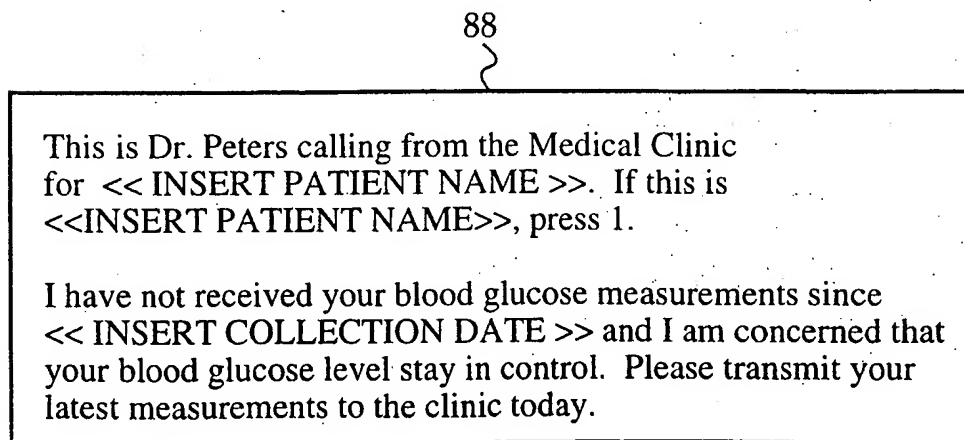 88
This is Dr. Peters calling from the Medical Clinic
for << INSERT PATIENT NAME >>. If this is
<<INSERT PATIENT NAME>>, press 1.
I have not received your blood glucose measurements since
<< INSERT COLLECTION DATE >> and I am concerned that
your blood glucose level stay in control. Please transmit your
latest measurements to the clinic today.